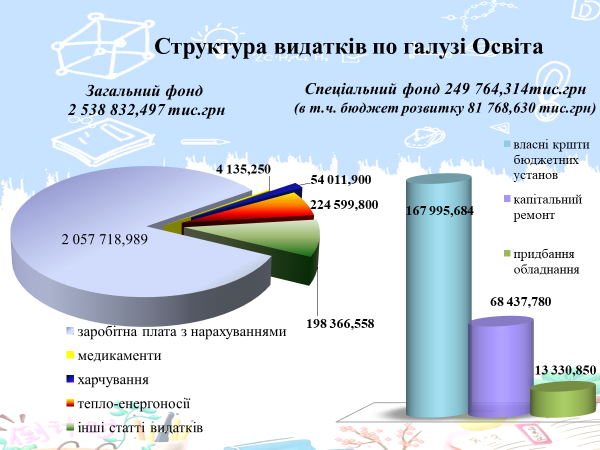 Структура видатків по галузі Освіта
Загальний фонд
2 538 832,497 тис.грн
Спеціальний фонд 249 764,314тис.грн
(в т.ч. бюджет розвитку 81 768,630 тис.грн)
4 135,250
54 011,900
224 599,800
2 057 718,989
198 366,558
заробітна плата з нарахуваннями
медикаменти
харчування
тепло-енергоносії
інші статті видатків
власні кршти
бюджетних
установ
капітальний
ремонт
придбання
обладнання
167 995,684
68 437,780
13 330,850